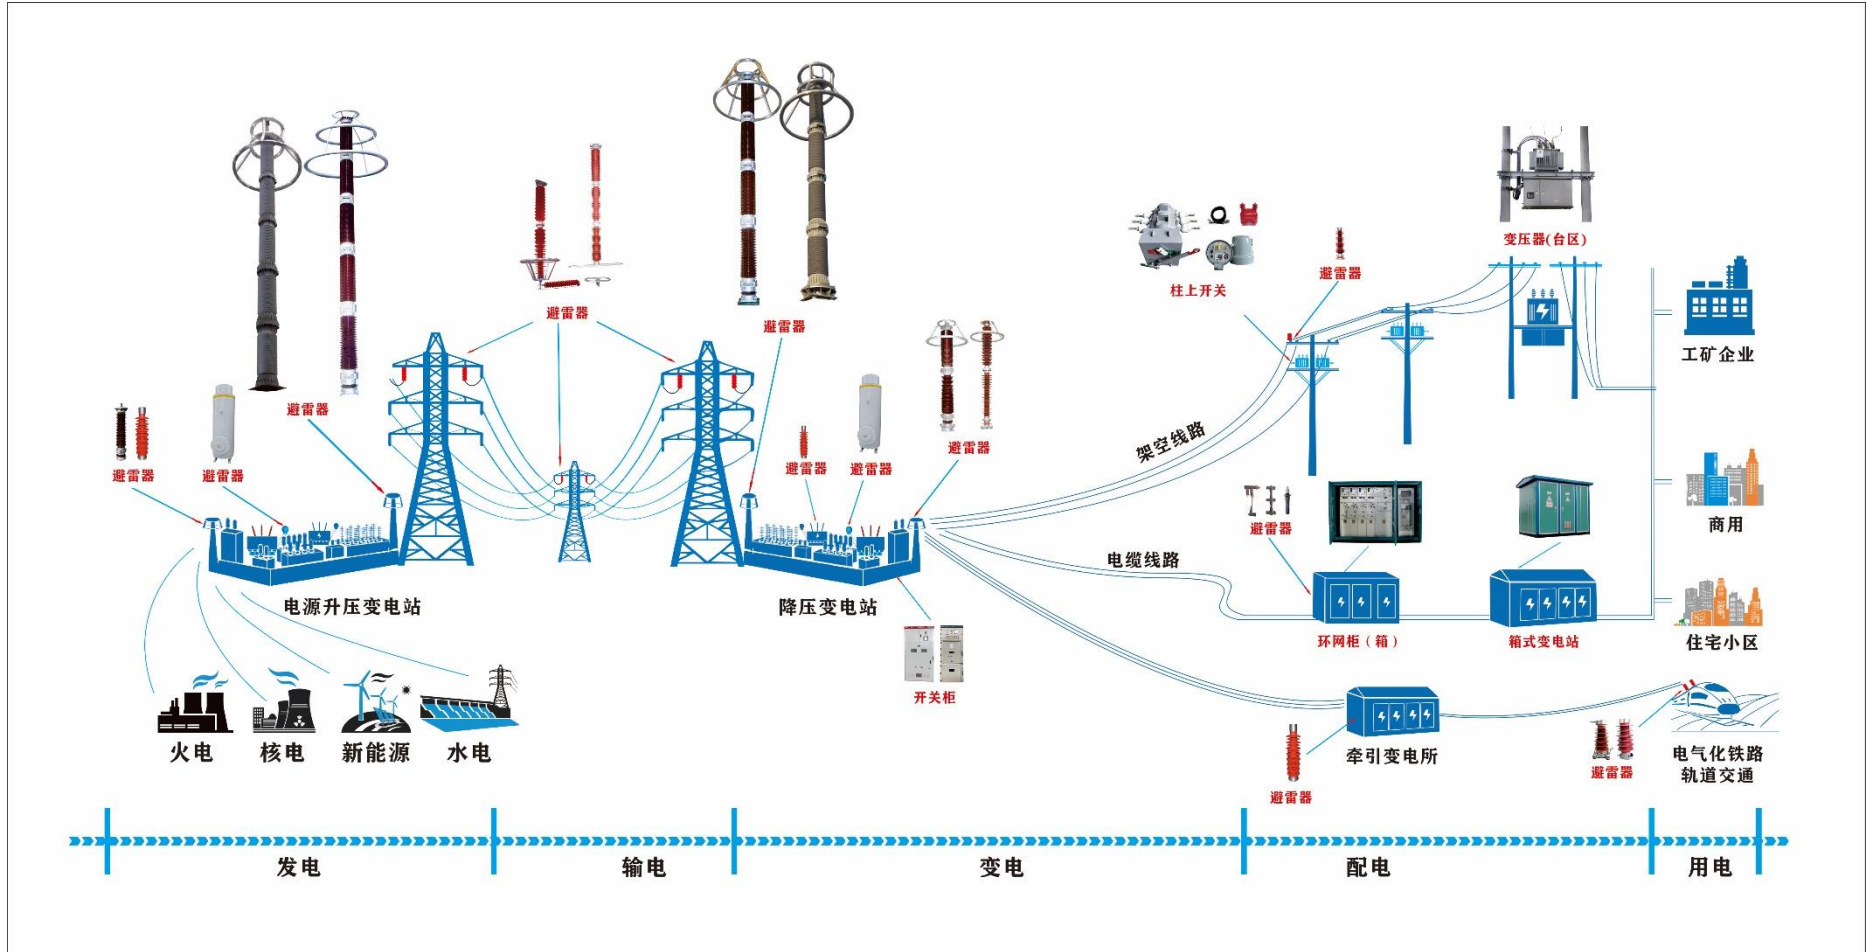 变压器(台区)
避雷器
柱上开关
避雷器
避雷器
工矿企业
避雷器
架空线路
避雷器
避雷器
避雷器
避雷器
避雷器
商用
避雷器
电缆线路
电源升压变电站
降压变电站
环网柜（箱）
箱式变电站
住宅小区
开关柜
火电
核电
新能源
水电
牵引变电所
电气化铁路
轨道交通
避雷器
避雷器
发电
输电
变电
配电
用电